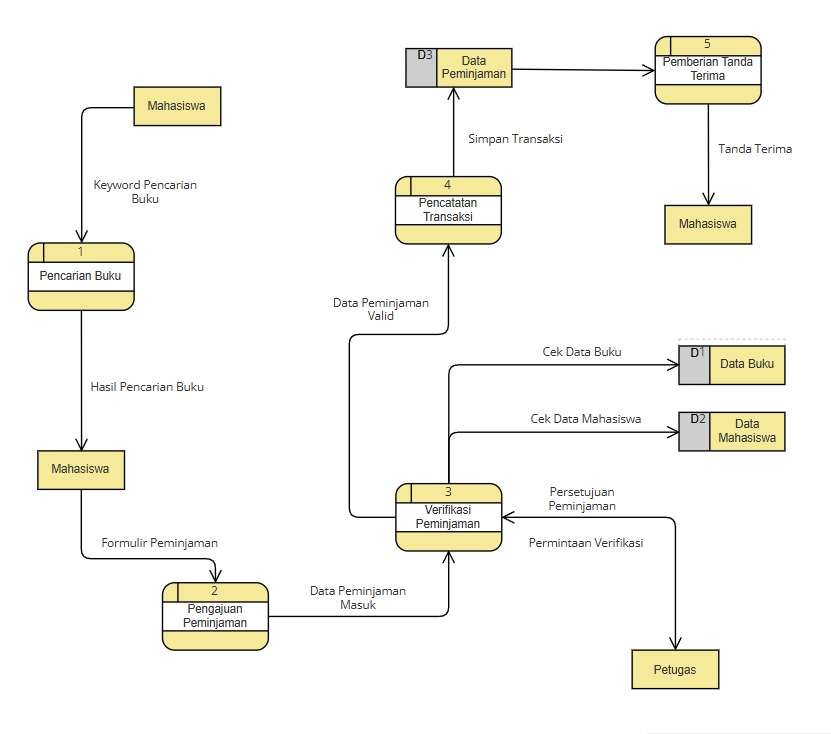 Mahasiswa
Keyword Pencarian
Buku
1
Pencarian Buku
Hasil Pencarian Buku
Mahasiswa
Formulir Peminjaman
2
Pengajuan
Peminjaman
Data Peminjaman
Masuk
3
Verifikasi
Peminjaman
Data Peminjaman
Valid
4
Pencatatan
Transaksi
Simpan Transaksi
D3
Data
Peminjaman
5
Pemberian Tanda
Terima
Tanda Terima
Mahasiswa
Cek Data Buku
D1
Data Buku
Cek Data Mahasiswa
D2
Data
Mahasiswa
Persetujuan
Peminjaman
Permintaan Verifikasi
Petugas